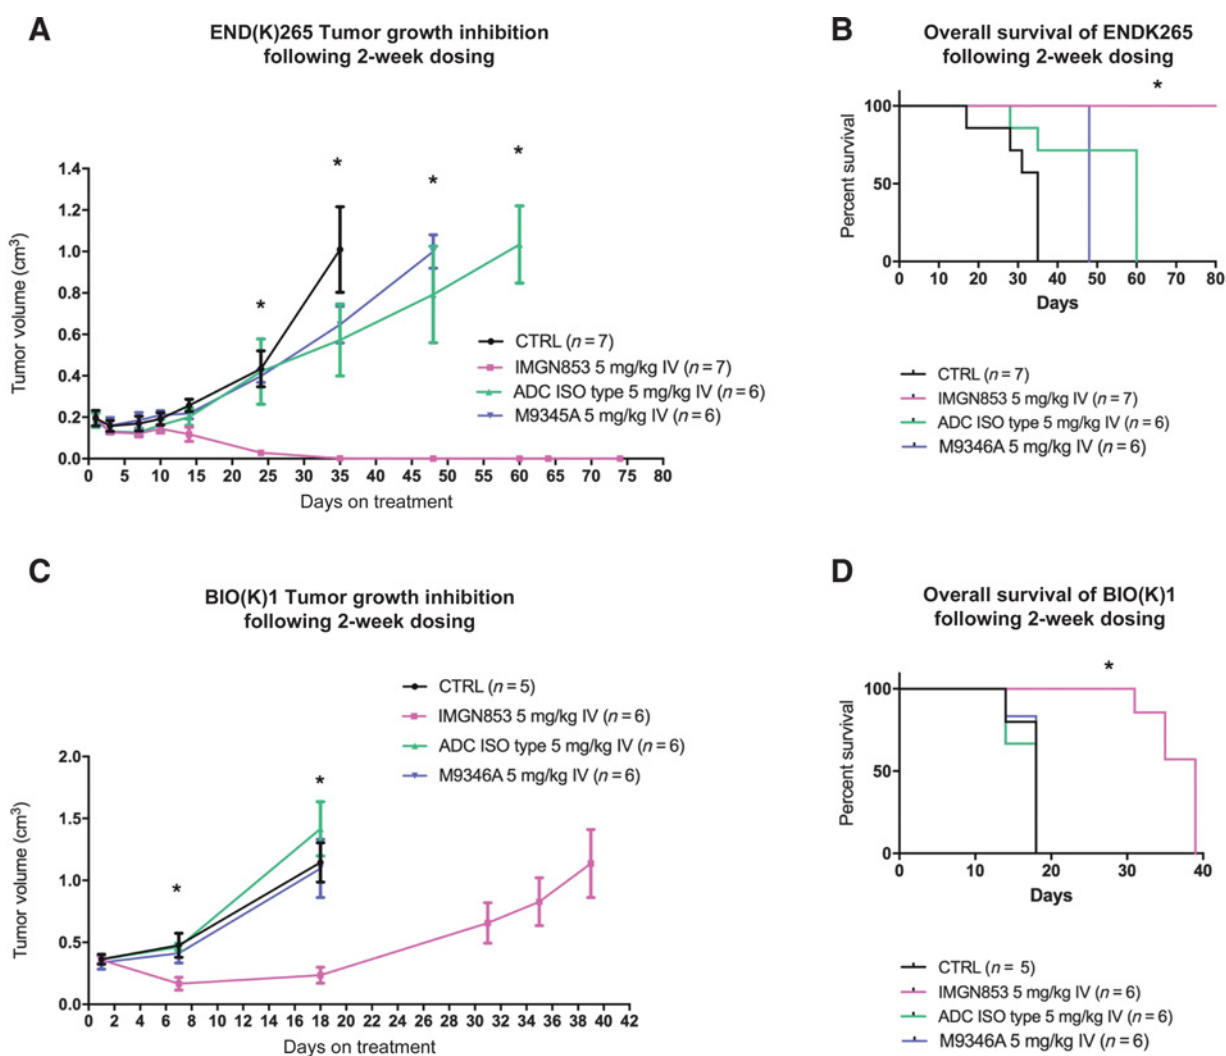 A
END(K)265 Tumor growth inhibition
following 2-week dosing
Tumor volume (cm³)
1.4
1.2
1.0
0.8
0.6
0.4
0.2
0.0
* * * *
CTRL (n = 7)
IMGN853 5 mg/kg IV (n = 7)
ADC ISO type 5 mg/kg IV (n = 6)
M9345A 5 mg/kg IV (n = 6)
0 5 10 15 20 25 30 35 40 45 50 55 60 65 70 75 80
Days on treatment
B
Overall survival of ENDK265
following 2-week dosing
*
Percent survival
100
50
0
0 10 20 30 40 50 60 70 80
Days
CTRL (n = 7)
IMGN853 5 mg/kg IV (n = 7)
ADC ISO type 5 mg/kg IV (n = 6)
M9346A 5 mg/kg IV (n = 6)
C
BIO(K)1 Tumor growth inhibition
following 2-week dosing
CTRL (n = 5)
IMGN853 5 mg/kg IV (n = 6)
ADC ISO type 5 mg/kg IV (n = 6)
M9346A 5 mg/kg IV (n = 6)
Tumor volume (cm³)
2.0
1.5
1.0
0.5
0.0
* *
0 2 4 6 8 10 12 14 16 18 20 22 24 26 28 30 32 34 36 38 40 42
Days on treatment
D
Overall survival of BIO(K)1
following 2-week dosing
*
Percent survival
100
50
0
0 10 20 30 40
Days
CTRL (n = 5)
IMGN853 5 mg/kg IV (n = 6)
ADC ISO type 5 mg/kg IV (n = 6)
M9346A 5 mg/kg IV (n = 6)